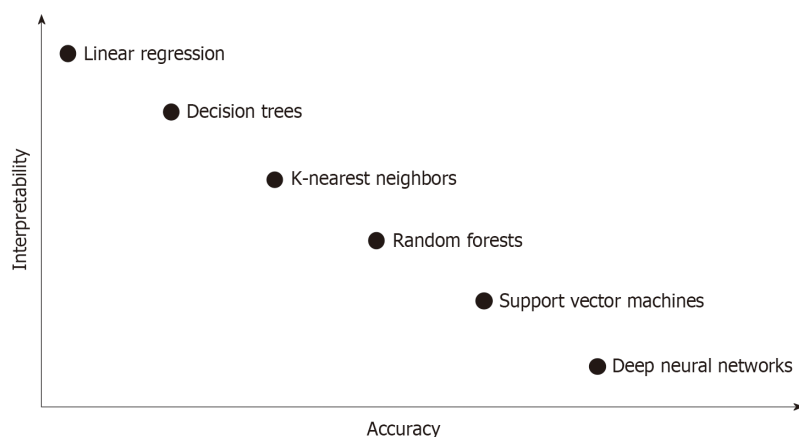 Linear regression
Decision trees
K-nearest neighbors
Random forests
Support vector machines
Deep neural networks
Interpretability
Accuracy